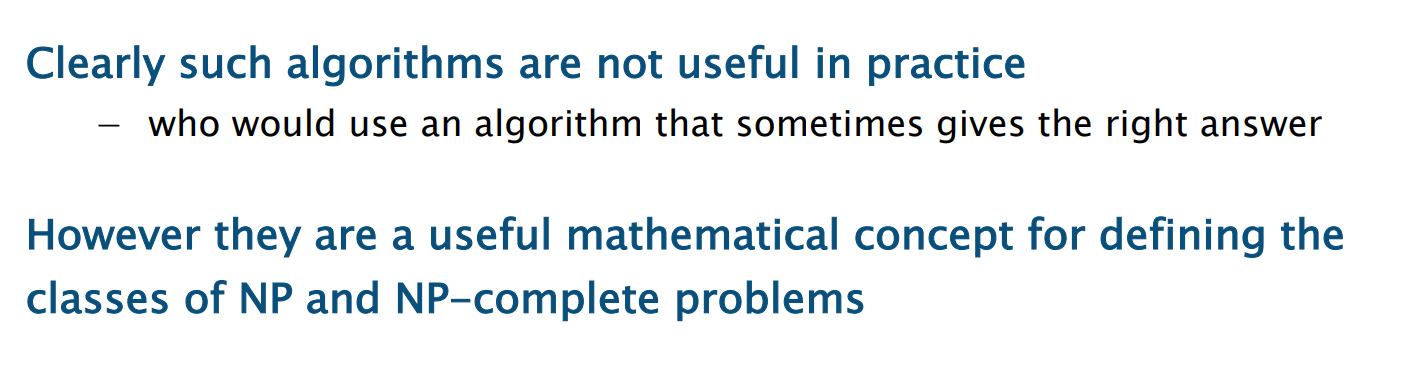 Clearly such algorithms are not useful in practice
– who would use an algorithm that sometimes gives the right answer
However they are a useful mathematical concept for defining the
classes of NP and NP–complete problems